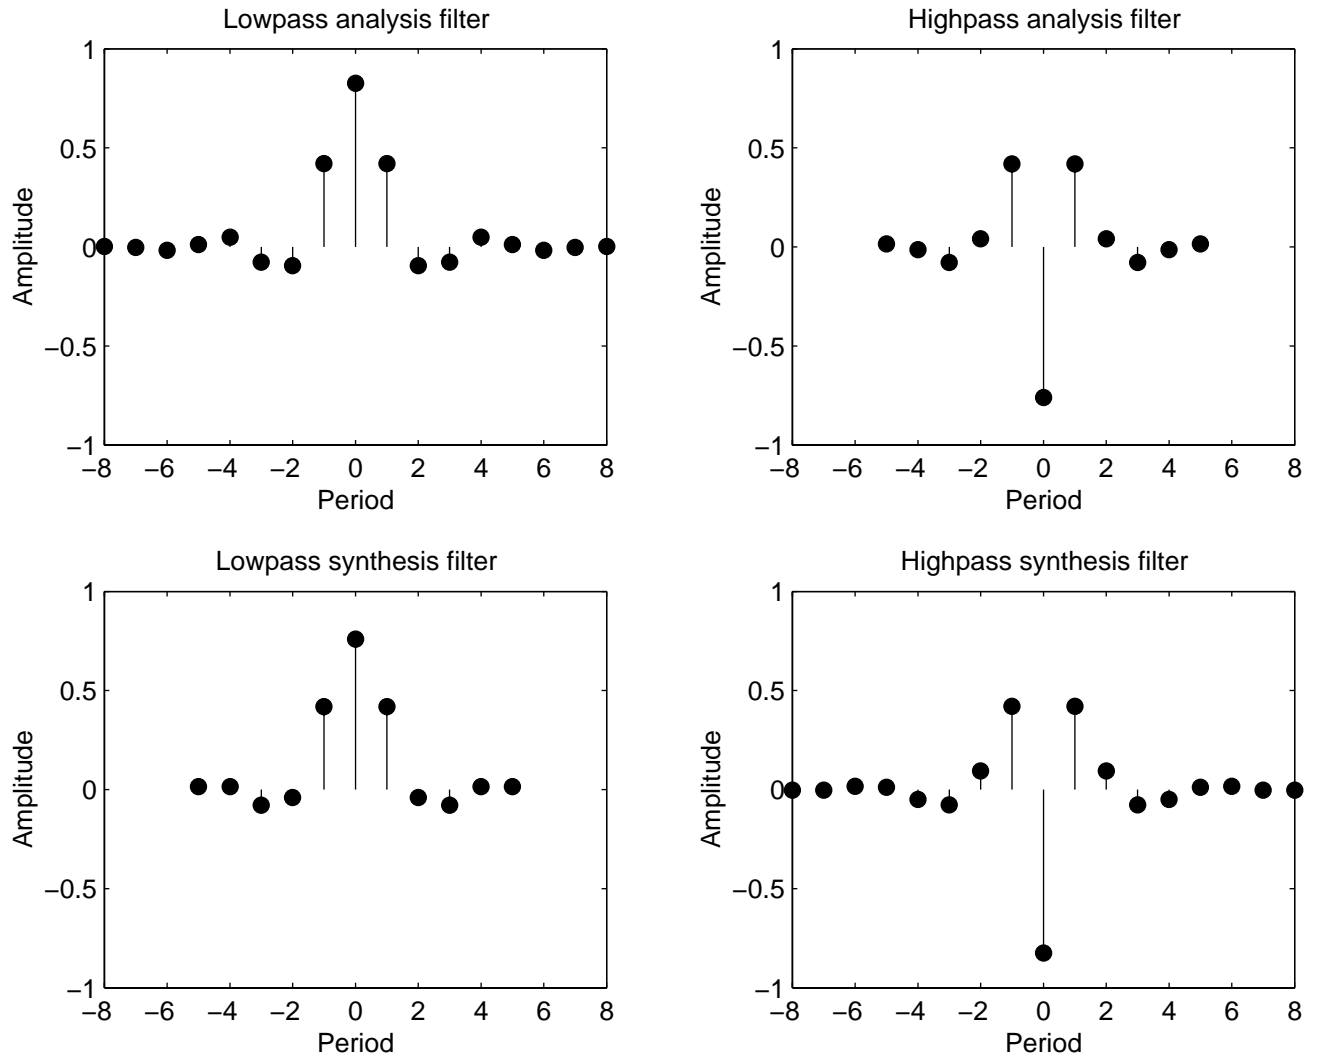 Lowpass analysis filter
1
0.5
0
−0.5
−1
Amplitude
−8 −6 −4 −2 0 2 4 6 8
Period
Highpass analysis filter
1
0.5
0
−0.5
−1
Amplitude
−8 −6 −4 −2 0 2 4 6 8
Period
Lowpass synthesis filter
1
0.5
0
−0.5
−1
Amplitude
−8 −6 −4 −2 0 2 4 6 8
Period
Highpass synthesis filter
1
0.5
0
−0.5
−1
Amplitude
−8 −6 −4 −2 0 2 4 6 8
Period